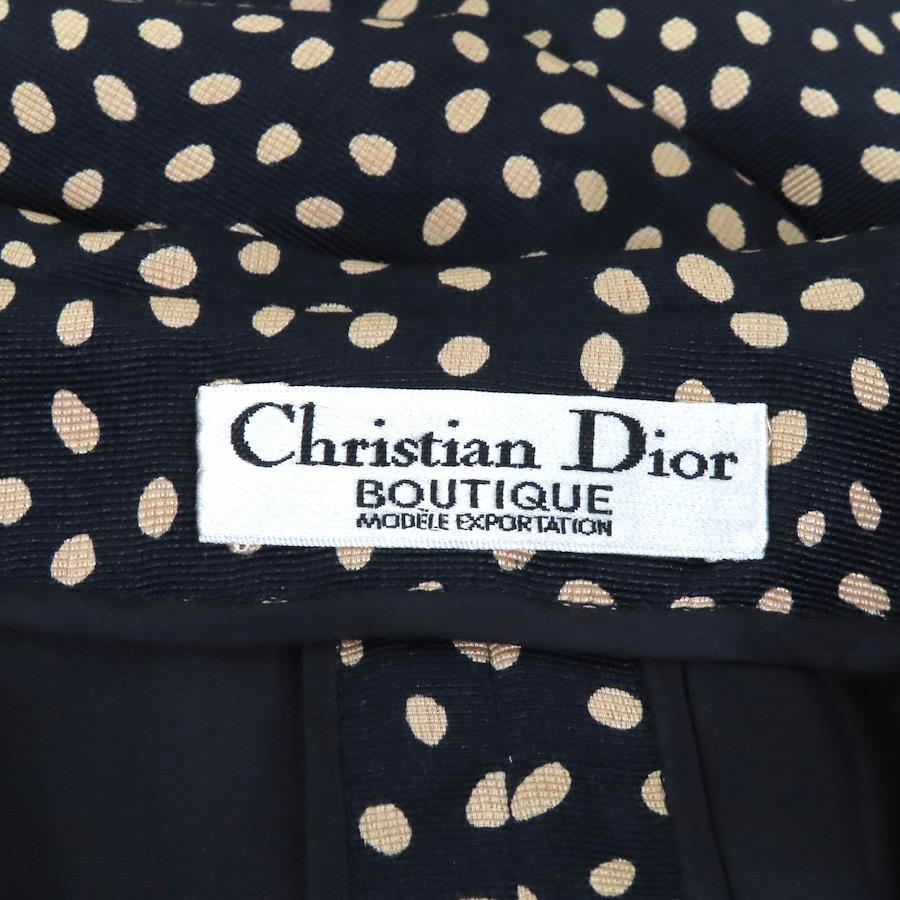 Christian Dior
BOUTIQUE
MODÈLE EXPORTATION